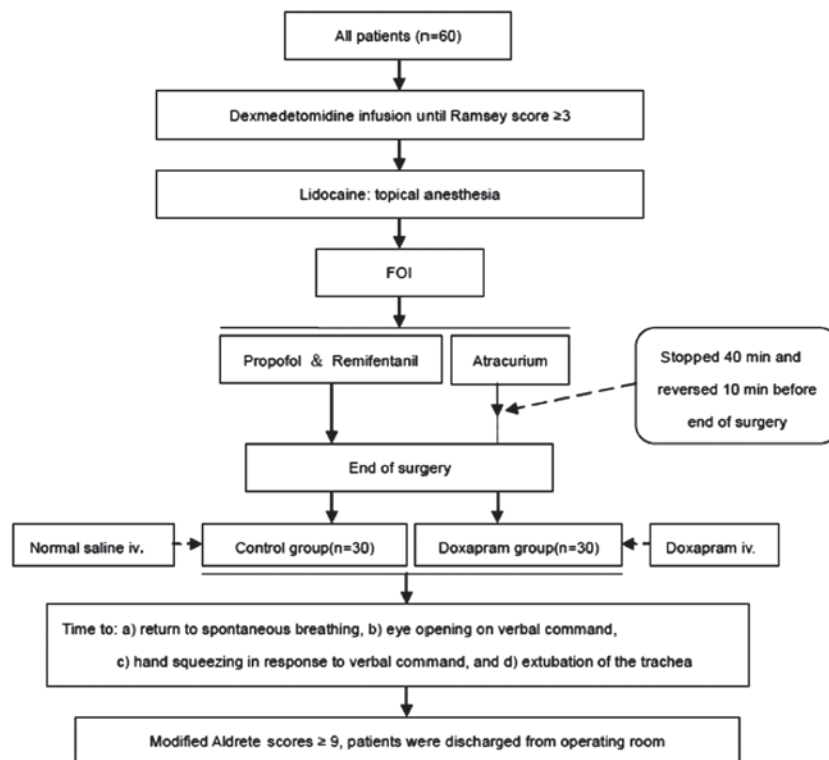 All patients (n=60)
Dexmedetomidine infusion until Ramsey score ≥3
Lidocaine: topical anesthesia
FOI
Propofol & Remifentanil
Atracurium
Stopped 40 min and
reversed 10 min before
end of surgery
End of surgery
Normal saline iv.
Control group(n=30)
Doxapram group(n=30)
Doxapram iv.
Time to: a) return to spontaneous breathing, b) eye opening on verbal command,
c) hand squeezing in response to verbal command, and d) extubation of the trachea
Modified Aldrete scores ≥ 9, patients were discharged from operating room